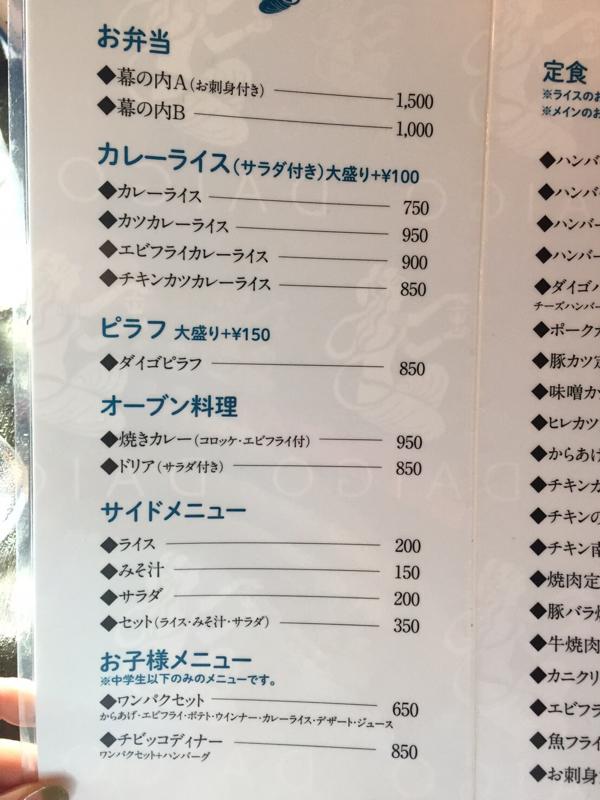 お弁当
◆幕の内A(お刺身付き) 1,500
◆幕の内B 1,000
カレーライス(サラダ付き)大盛り+¥100
◆カレーライス 750
◆カツカレーライス 950
◆エビフライカレーライス 900
◆チキンカツカレーライス 850
ピラフ 大盛り+¥150
◆ダイゴピラフ 850
オーブン料理
◆焼きカレー(コロッケ・エビフライ付) 950
◆ドリア(サラダ付き) 850
サイドメニュー
◆ライス 200
◆みそ汁 150
◆サラダ 200
◆セット(ライス・みそ汁・サラダ) 350
お子様メニュー
※中学生以下のみのメニューです。
◆ワンパクセット 650
からあげ・エビフライ・ポテト・ウインナー・カレーライス・デザート・ジュース
◆チビッコディナー 850
ワンパクセット+ハンバーグ
定食
※ライスのお
※メインのお
◆ハンバ
◆ハンバー
◆ハンバー
◆ハンバー
◆ダイゴハ
チーズハンバー
◆ポークカ
◆豚カツ定
◆味噌カッ
◆ヒレカツ
◆からあげ
◆チキンカ
◆チキンの
◆チキン南
◆焼肉定
◆豚バラ焼
◆牛焼肉
◆カニクリ
◆エビフラ
◆魚フライ
◆お刺身